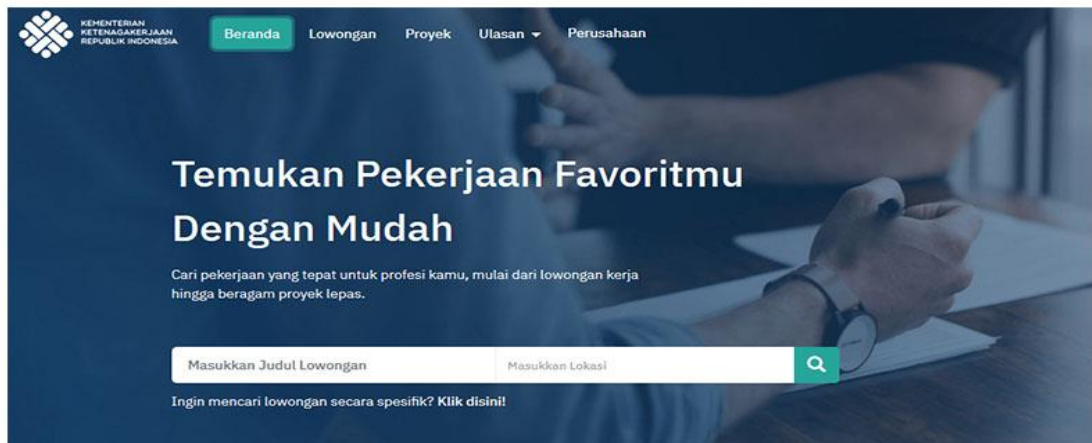 KEMENTERIAN
KETENAGAKERJAAN
REPUBLIK INDONESIA
Beranda Lowongan Proyek Ulasan Perusahaan
Temukan Pekerjaan Favoritmu
Dengan Mudah
Cari pekerjaan yang tepat untuk profesi kamu, mulai dari lowongan kerja
hingga beragam proyek lepas.
Masukkan Judul Lowongan Masukkan Lokasi
Ingin mencari lowongan secara spesifik? Klik disini!